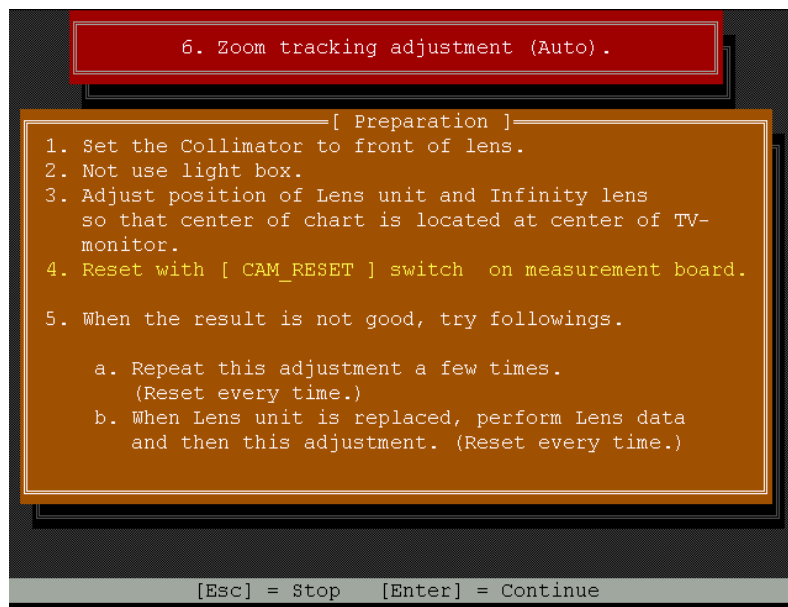 6. Zoom tracking adjustment (Auto).
[ Preparation ]
1. Set the Collimator to front of lens.
2. Not use light box.
3. Adjust position of Lens unit and Infinity lens
so that center of chart is located at center of TV-
monitor.
4. Reset with [ CAM_RESET ] switch  on measurement board.
5. When the result is not good, try followings.
a. Repeat this adjustment a few times.
(Reset every time.)
b. When Lens unit is replaced, perform Lens data
and then this adjustment. (Reset every time.)
[Esc] = Stop   [Enter] = Continue